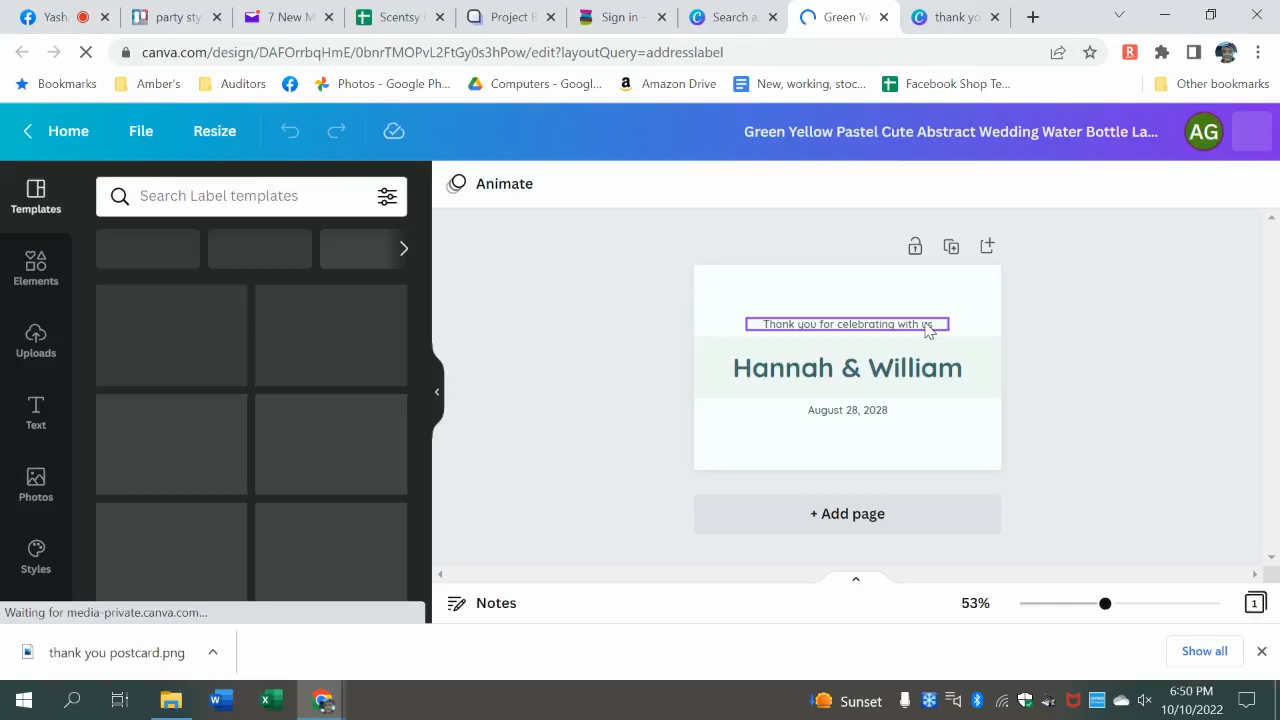 Yash
party sty
7 New M
Scentsy
Project B
Sign in -
Search a
Green Ye
thank yo
canva.com/design/DAFOrrbqHmE/0bnrTMOPvL2FtGy0s3hPow/edit?layoutQuery=addresslabel
Bookmarks
Amber's
Auditors
Photos - Google Ph...
Computers - Googl...
Amazon Drive
New, working, stoc...
Facebook Shop Te...
Other bookmarks
Home
File
Resize
Green Yellow Pastel Cute Abstract Wedding Water Bottle La...
AG
Templates
Search Label templates
Animate
Elements
Uploads
Text
Photos
Styles
Thank you for celebrating with us
Hannah & William
August 28, 2028
+ Add page
Notes
53%
1
Waiting for media-private.canva.com...
thank you postcard.png
Show all
Sunset
6:50 PM
10/10/2022